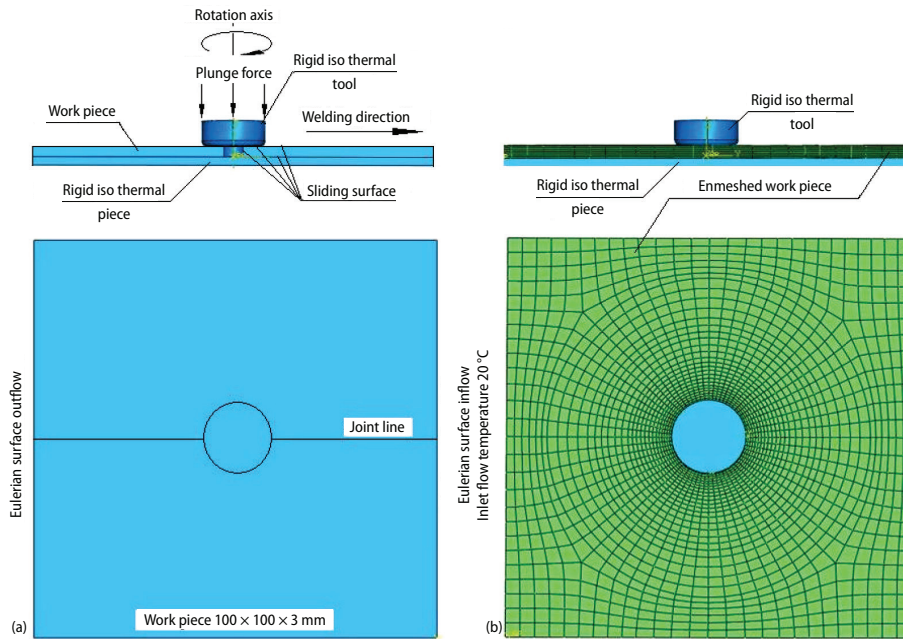 Rotation axis
Plunge force
Rigid iso thermal
tool
Work piece
Welding direction
Rigid iso thermal
piece
Sliding surface
Eulerian surface outflow
Joint line
Work piece 100 × 100 × 3 mm
(a)
Rigid iso thermal
tool
Rigid iso thermal
piece
Enmeshed work piece
Eulerian surface inflow
Inlet flow temperature 20 °C
(b)